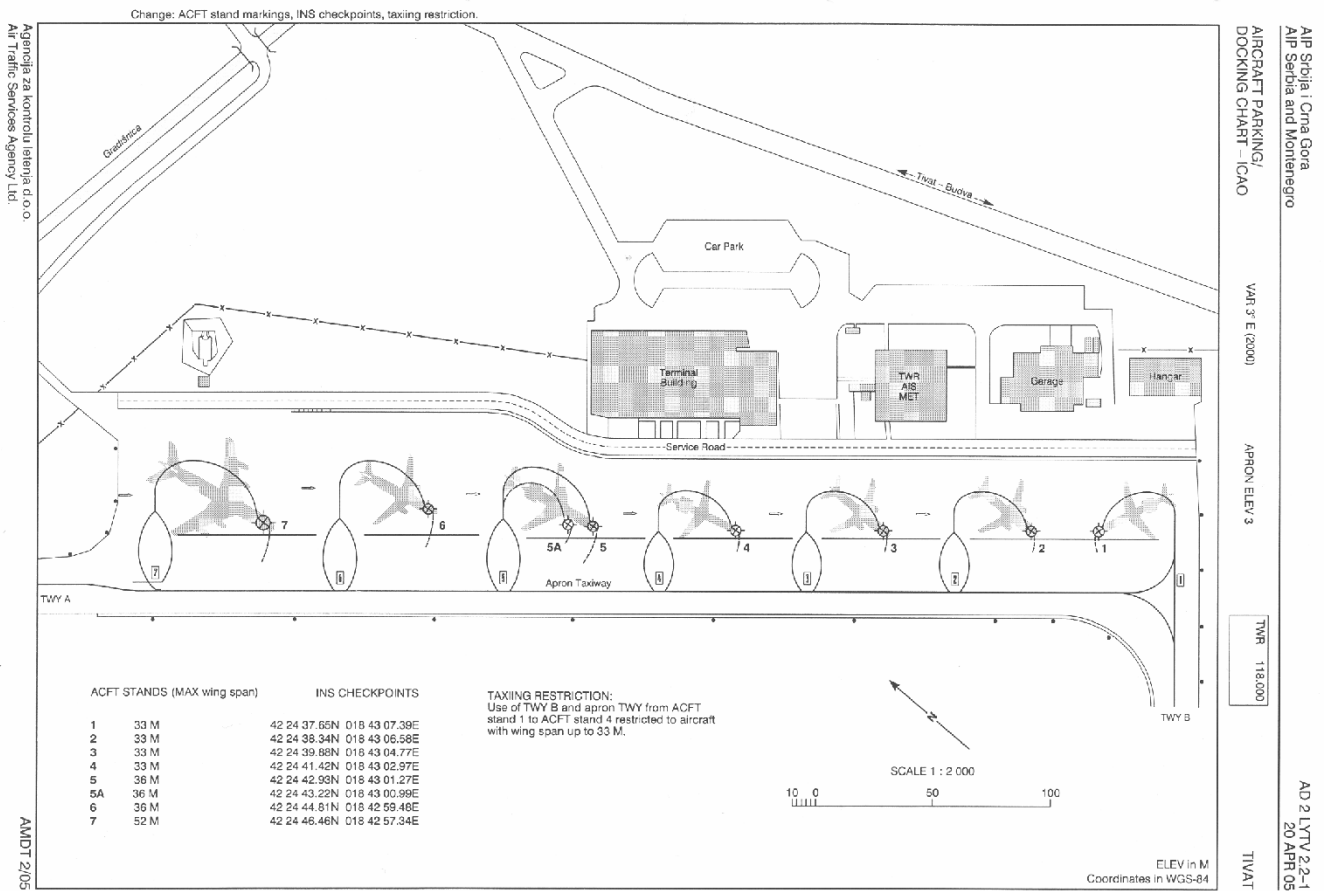 Change: ACFT stand markings, INS checkpoints, taxiing restriction.
AIP Srbija i Crna Gora
AIP Serbia and Montenegro
AIRCRAFT PARKING/
DOCKING CHART – ICAO
VAR 3° E (2000)
APRON ELEV 3
TWR 118.000
AD 2 LYTV 2.2–1
20 APR 05
TIVAT
Agencija za kontrolu letenja d.o.o.
Air Traffic Services Agency Ltd.
AMDT 2/05
Gradišnica
Tivat – Budva
Car Park
Terminal
Building
TWR
AIS
MET
Garage
Hangar
Service Road
7
6
5A
5
4
3
2
1
7
6
5
4
3
2
1
Apron Taxiway
TWY A
TWY B
ACFT STANDS (MAX wing span) INS CHECKPOINTS
1 33 M 42 24 37.65N 018 43 07.39E
2 33 M 42 24 38.34N 018 43 06.58E
3 33 M 42 24 39.88N 018 43 04.77E
4 33 M 42 24 41.42N 018 43 02.97E
5 36 M 42 24 42.93N 018 43 01.27E
5A 36 M 42 24 43.22N 018 43 00.99E
6 36 M 42 24 44.81N 018 42 59.48E
7 52 M 42 24 46.46N 018 42 57.34E
TAXIING RESTRICTION:
Use of TWY B and apron TWY from ACFT
stand 1 to ACFT stand 4 restricted to aircraft
with wing span up to 33 M.
N
SCALE 1 : 2 000
10 0 50 100
ELEV in M
Coordinates in WGS-84